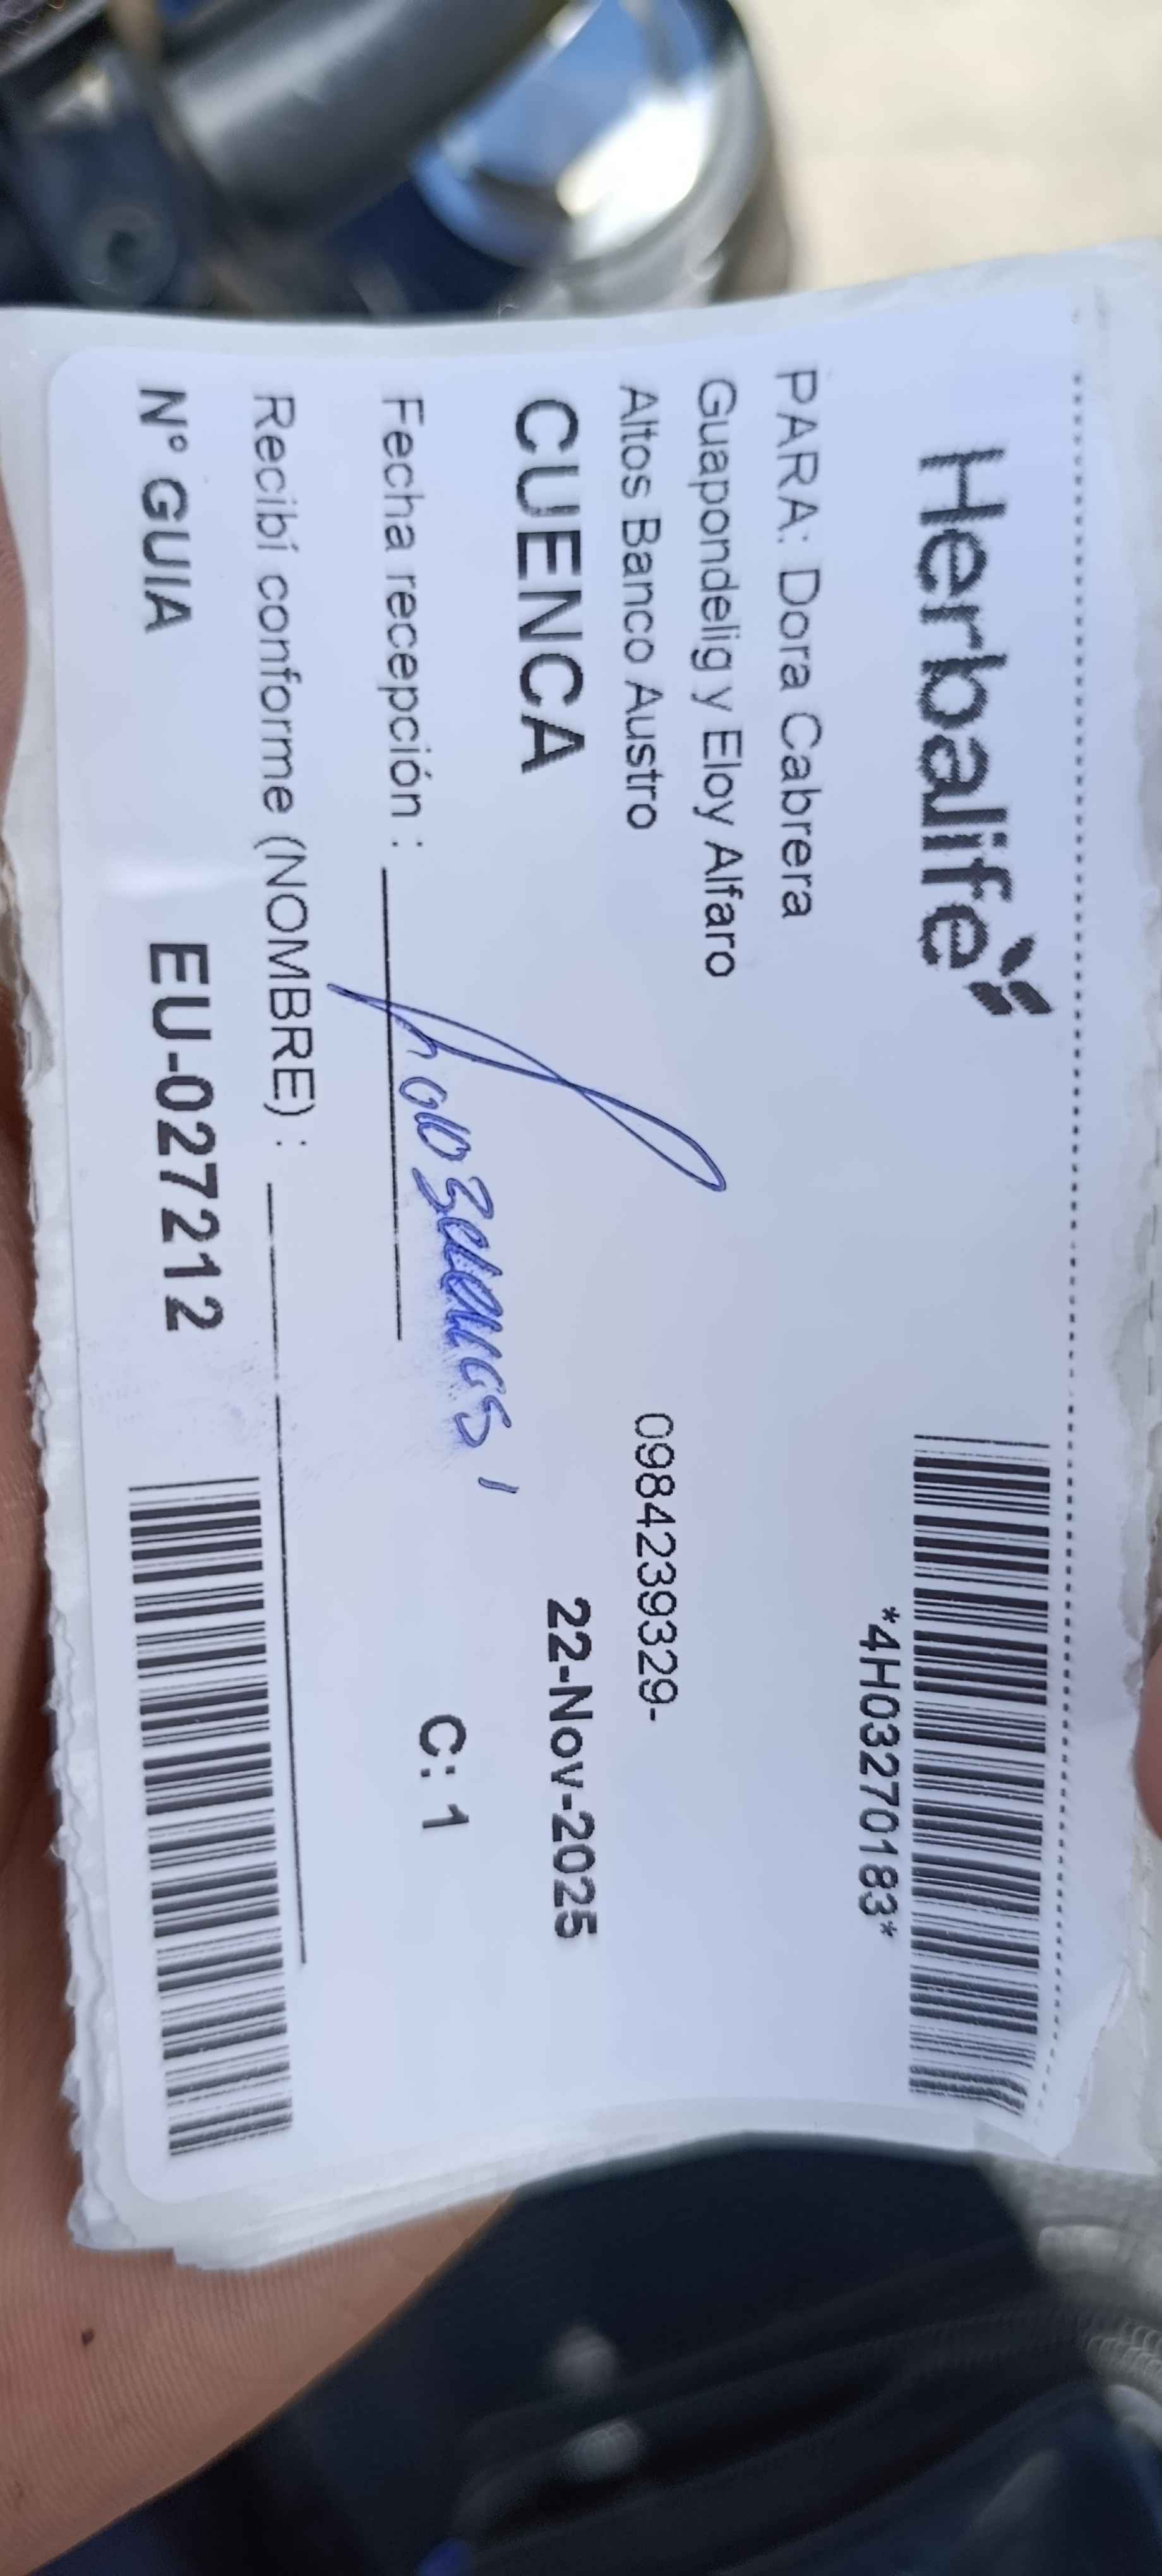 Herbalife
*4H03270183*
PARA: Dora Cabrera
Guapondelig y Eloy Alfaro
Altos Banco Austro 0984239329-
CUENCA 22-Nov-2025
Fecha recepción :
C: 1
Recibí conforme (NOMBRE) :
Nº GUIA EU-027212